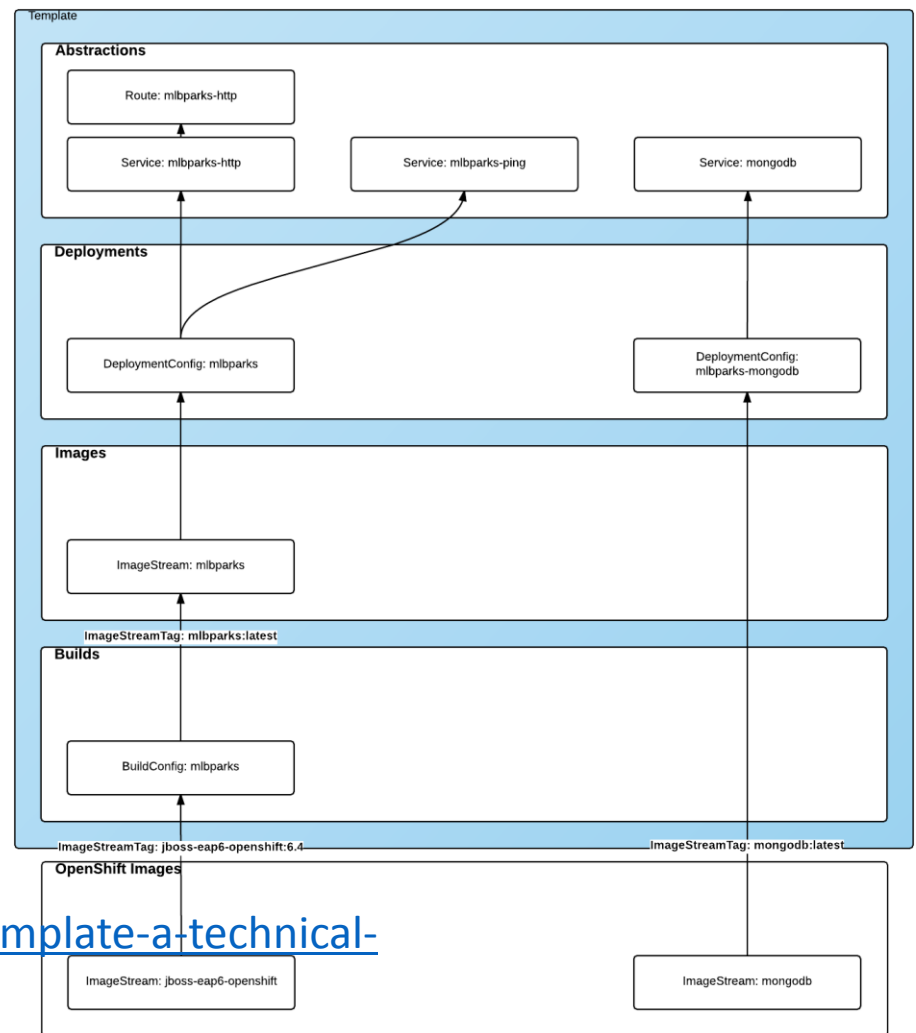 Template
Abstractions
Route: mlbparks-http
Service: mlbparks-http
Service: mlbparks-ping
Service: mongodb
Deployments
DeploymentConfig: mlbparks
DeploymentConfig:
mlbparks-mongodb
Images
ImageStream: mlbparks
ImageStreamTag: mlbparks:latest
Builds
BuildConfig: mlbparks
ImageStreamTag: jboss-eap6-openshift:6.4
ImageStreamTag: mongodb:latest
OpenShift Images
mplate-a-technical-
ImageStream: jboss-eap6-openshift
ImageStream: mongodb